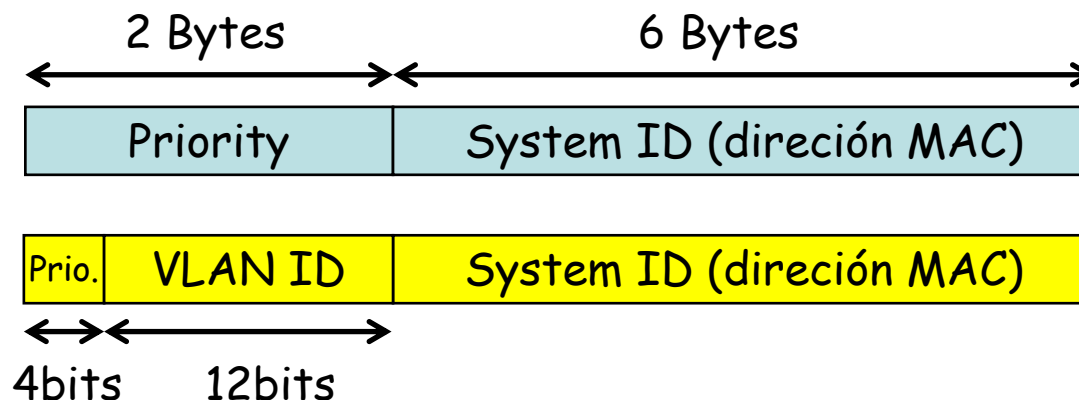 2 Bytes 6 Bytes
Priority System ID (direción MAC)
Prio. VLAN ID System ID (direción MAC)
4bits 12bits